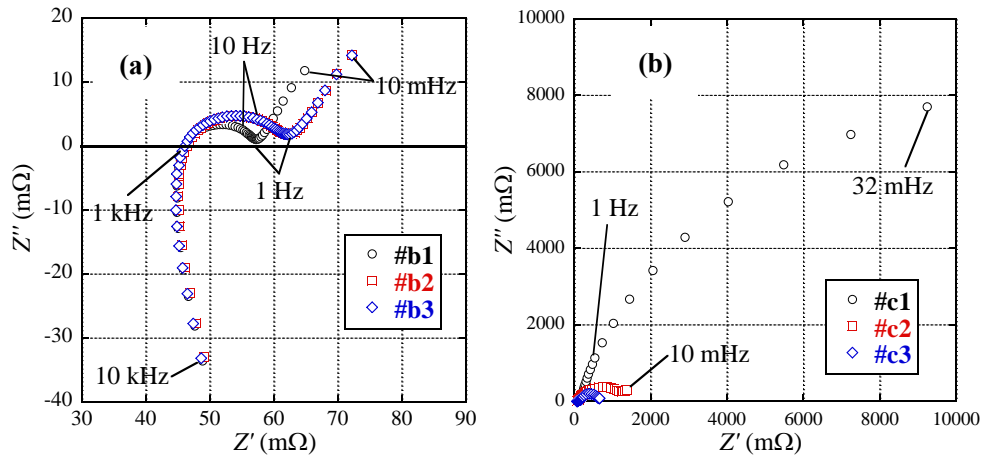 20
10
0
-10
-20
-30
-40
30
40
50
60
70
80
90
Z″ (mΩ)
Z′ (mΩ)
(a)
10 Hz
10 mHz
1 Hz
1 kHz
10 kHz
#b1
#b2
#b3
10000
8000
6000
4000
2000
0
0
2000
4000
6000
8000
10000
Z″ (mΩ)
Z′ (mΩ)
(b)
32 mHz
1 Hz
10 mHz
#c1
#c2
#c3